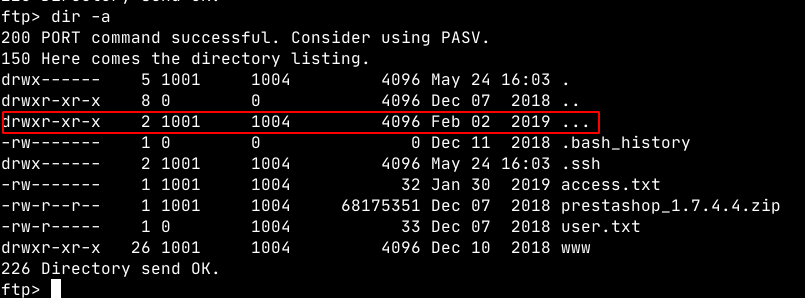 ftp> dir -a
200 PORT command successful. Consider using PASV.
150 Here comes the directory listing.
drwx------    5 1001     1004         4096 May 24 16:03 .
drwxr-xr-x    8 0        0            4096 Dec 07  2018 ..
drwxr-xr-x    2 1001     1004         4096 Feb 02  2019 ...
-rw-------    1 0        0               0 Dec 11  2018 .bash_history
drwx------    2 1001     1004         4096 May 24 16:03 .ssh
-rw-------    1 1001     1004           32 Jan 30  2019 access.txt
-rw-r--r--    1 1001     1004     68175351 Dec 07  2018 prestashop_1.7.4.4.zip
-rw-------    1 0        1004           33 Dec 07  2018 user.txt
drwxr-xr-x   26 1001     1004         4096 Dec 10  2018 www
226 Directory send OK.
ftp>